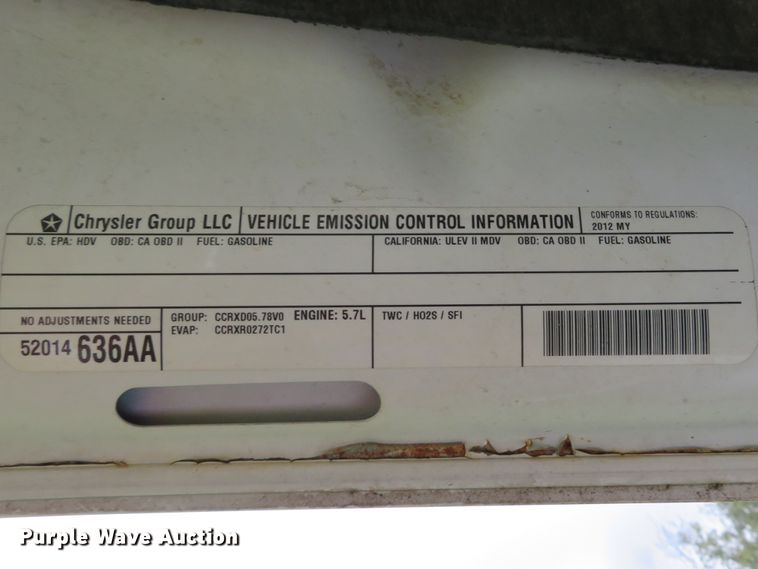 Chrysler Group LLC VEHICLE EMISSION CONTROL INFORMATION CONFORMS TO REGULATIONS:
2012 MY
U.S. EPA: HDV OBD: CA OBD II FUEL: GASOLINE CALIFORNIA: ULEV II MDV OBD: CA OBD II FUEL: GASOLINE
NO ADJUSTMENTS NEEDED GROUP: CCRXD05.78V0 ENGINE: 5.7L TWC / HO2S / SFI
EVAP: CCRXR0272TC1
52014 636AA
Purple Wave Auction